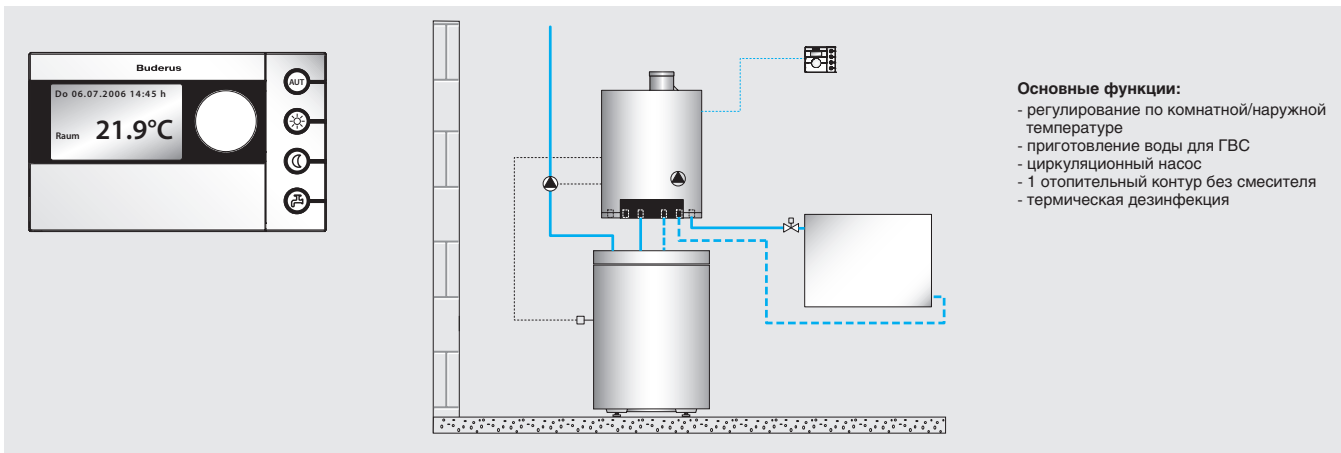 Buderus
Do 06.07.2006 14:45 h
Raum 21.9°C
AUT
Основные функции:
- регулирование по комнатной/наружной
температуре
- приготовление воды для ГВС
- циркуляционный насос
- 1 отопительный контур без смесителя
- термическая дезинфекция